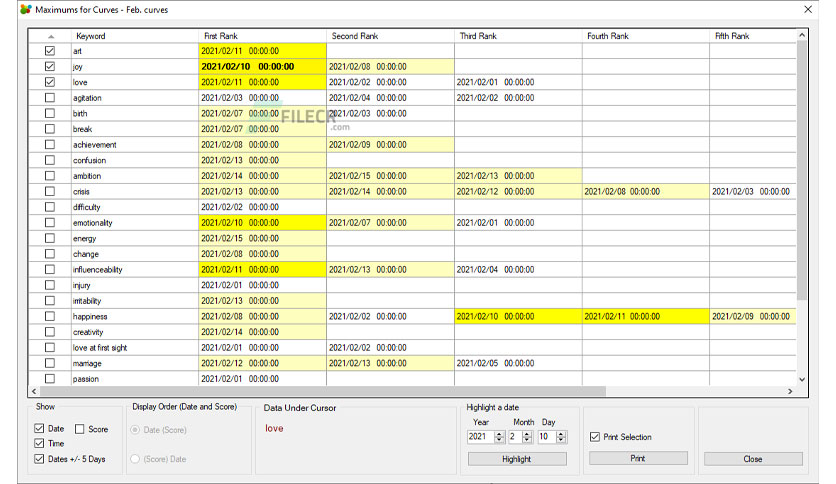 Maximums for Curves - Feb. curves
Keyword First Rank Second Rank Third Rank Fourth Rank Fifth Rank
art 2021/02/11 00:00:00
joy 2021/02/10 00:00:00 2021/02/08 00:00:00
love 2021/02/11 00:00:00 2021/02/02 00:00:00 2021/02/01 00:00:00
agitation 2021/02/03 00:00:00 2021/02/04 00:00:00 2021/02/02 00:00:00
birth 2021/02/07 00:00:00 2021/02/03 00:00:00
FILECR
.com
break 2021/02/07 00:00:00
achievement 2021/02/08 00:00:00 2021/02/09 00:00:00
confusion 2021/02/13 00:00:00
ambition 2021/02/14 00:00:00 2021/02/15 00:00:00 2021/02/13 00:00:00
crisis 2021/02/13 00:00:00 2021/02/14 00:00:00 2021/02/12 00:00:00 2021/02/08 00:00:00 2021/02/03 00:00:00
difficulty 2021/02/02 00:00:00
emotionality 2021/02/10 00:00:00 2021/02/07 00:00:00 2021/02/01 00:00:00
energy 2021/02/15 00:00:00
change 2021/02/08 00:00:00
influenceability 2021/02/11 00:00:00 2021/02/13 00:00:00 2021/02/04 00:00:00
injury 2021/02/01 00:00:00
irritability 2021/02/13 00:00:00
happiness 2021/02/08 00:00:00 2021/02/02 00:00:00 2021/02/10 00:00:00 2021/02/11 00:00:00 2021/02/09 00:00:00
creativity 2021/02/14 00:00:00
love at first sight 2021/02/01 00:00:00 2021/02/02 00:00:00
marriage 2021/02/12 00:00:00 2021/02/13 00:00:00 2021/02/05 00:00:00
passion 2021/02/01 00:00:00
Show Display Order (Date and Score) Data Under Cursor Highlight a date
Year Month Day
Date Score Date (Score) love 2021 2 10 Print Selection
Time
Dates +/- 5 Days (Score) Date Highlight Print Close